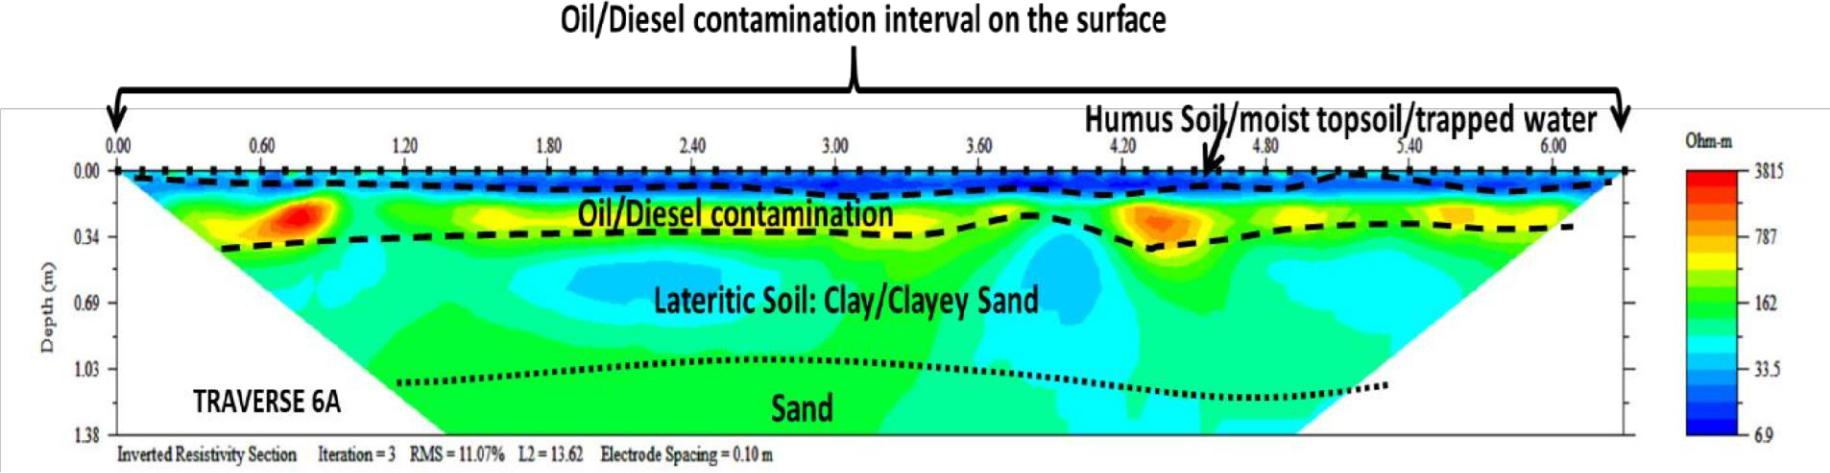 Oil/Diesel contamination interval on the surface
Humus Soil/moist topsoil/trapped water
0.00 0.60 1.20 1.80 2.40 3.00 3.60 4.20 4.80 5.40 6.00
Ohm-m
0.00
0.34
0.69
1.03
1.38
Depth (m)
Oil/Diesel contamination
Lateritic Soil: Clay/Clayey Sand
TRAVERSE 6A
Sand
3815
787
162
33.5
6.9
Inverted Resistivity Section Iteration = 3 RMS = 11.07% L2 = 13.62 Electrode Spacing = 0.10 m